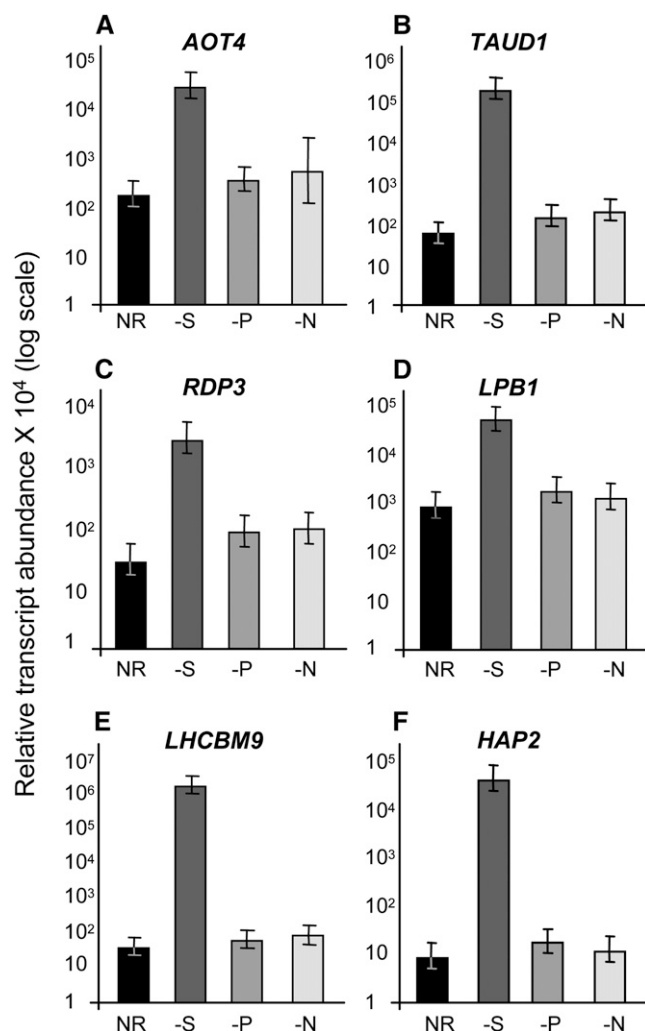 Relative transcript abundance X 10⁴ (log scale)
A
AOT4
10⁵
10⁴
10³
10²
10
1
NR -S -P -N
B
TAUD1
10⁶
10⁵
10⁴
10³
10²
10
1
NR -S -P -N
C
RDP3
10⁴
10³
10²
10
1
NR -S -P -N
D
LPB1
10⁵
10⁴
10³
10²
10
1
NR -S -P -N
E
LHCBM9
10⁷
10⁶
10⁵
10⁴
10³
10²
10
1
NR -S -P -N
F
HAP2
10⁵
10⁴
10³
10²
10
1
NR -S -P -N